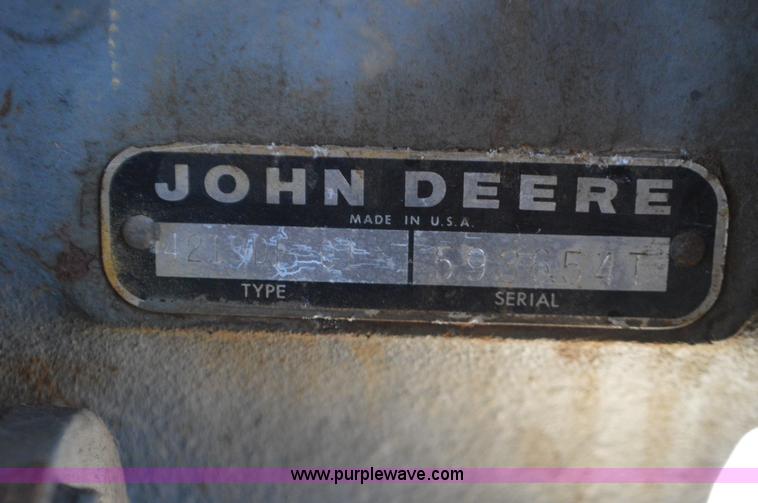 JOHN DEERE
MADE IN U.S.A.
TYPE SERIAL
www.purplewave.com